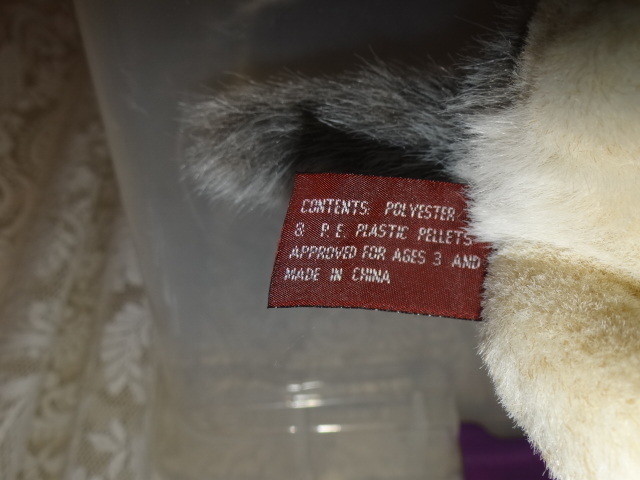 CONTENTS: POLYESTER
& P.E. PLASTIC PELLETS
APPROVED FOR AGES 3 AND
MADE IN CHINA